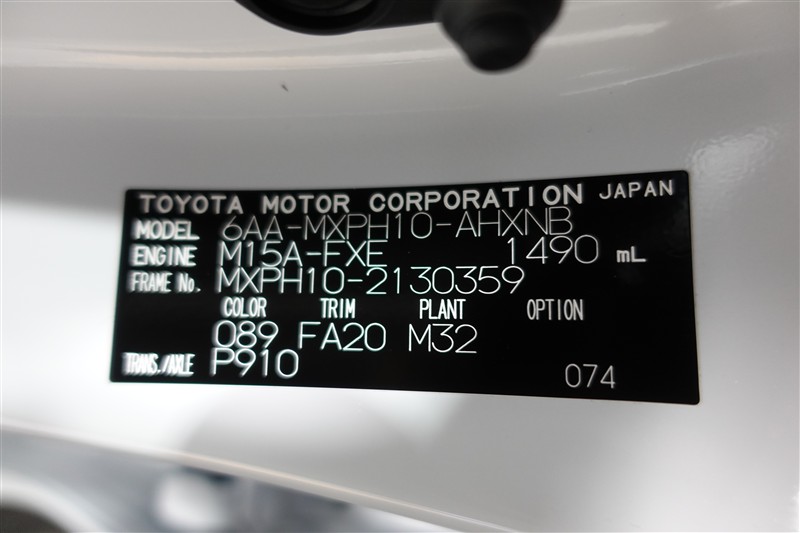 TOYOTA MOTOR CORPORATION JAPAN
MODEL 6AA-MXPH10-AHXNB
ENGINE M15A-FXE 1490 mL
FRAME No. MXPH10-2130359
COLOR TRIM PLANT OPTION
089 FA20 M32
TRANS./AXLE P910 074